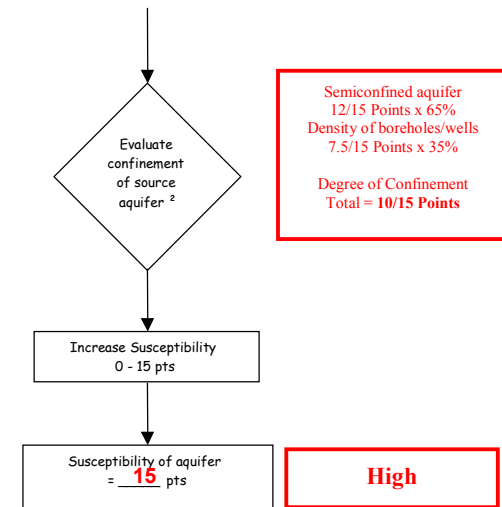 Evaluate
confinement
of source
aquifer ²
Semiconfined aquifer
12/15 Points x 65%
Density of boreholes/wells
7.5/15 Points x 35%
Degree of Confinement
Total = 10/15 Points
Increase Susceptibility
0 - 15 pts
Susceptibility of aquifer
= __15__ pts
High